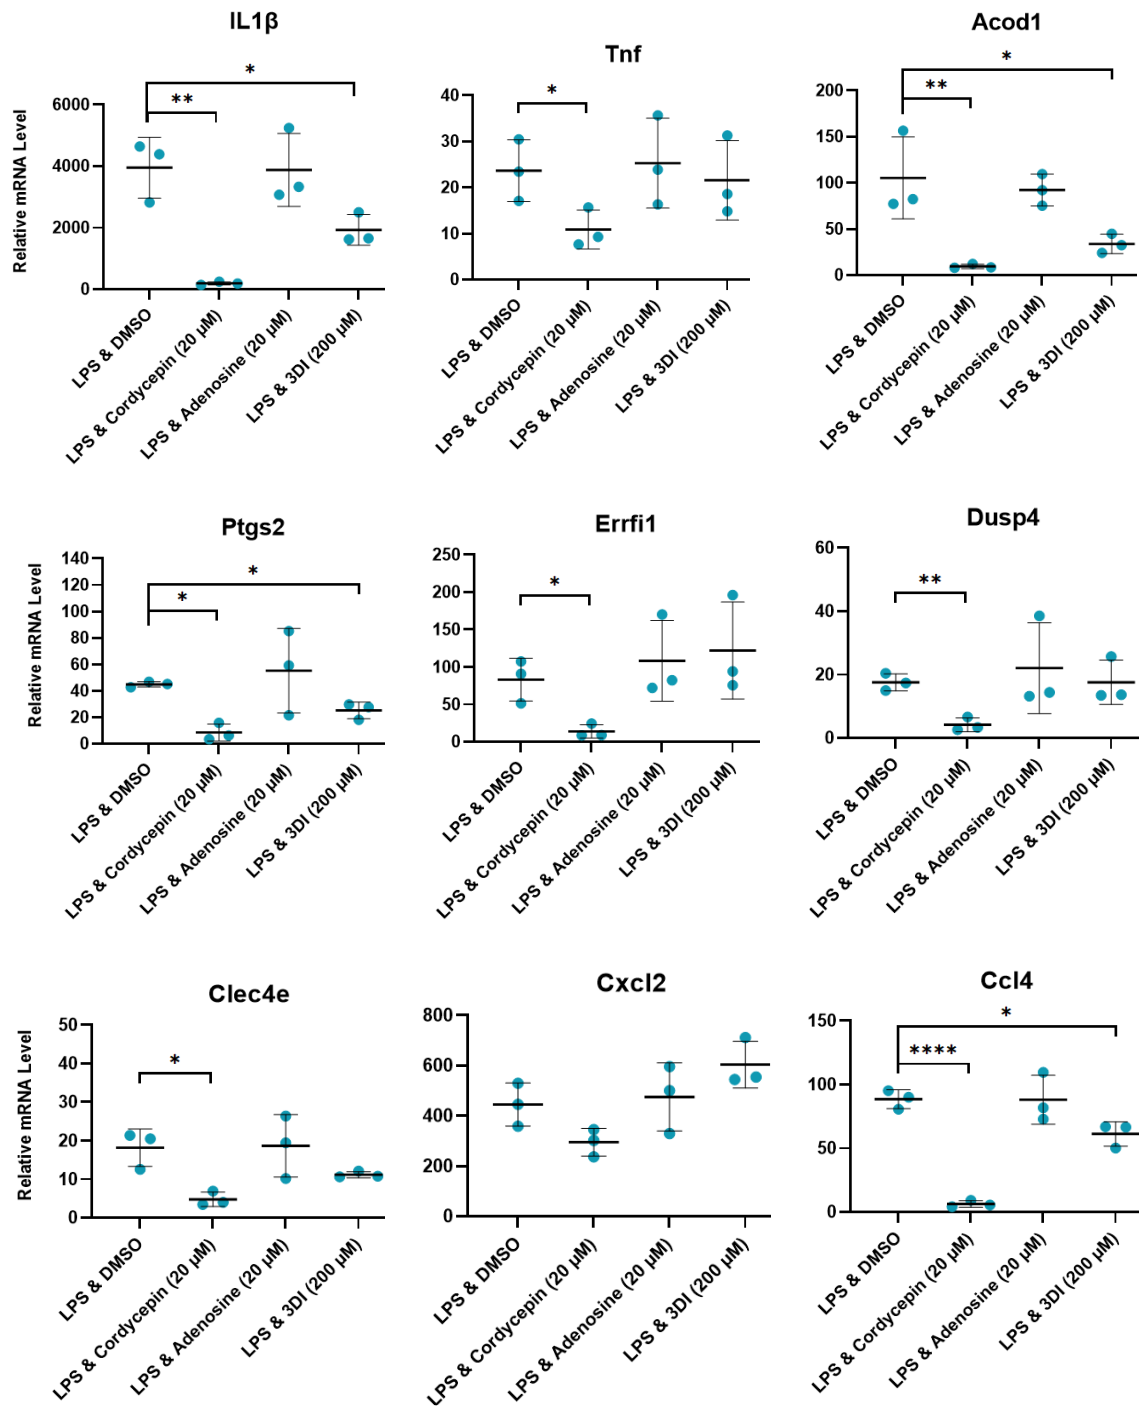 IL1β
Relative mRNA Level
*
**
6000
4000
2000
0
LPS & DMSO
LPS & Cordycepin (20 µM)
LPS & Adenosine (20 µM)
LPS & 3DI (200 µM)
Tnf
*
40
30
20
10
0
LPS & DMSO
LPS & Cordycepin (20 µM)
LPS & Adenosine (20 µM)
LPS & 3DI (200 µM)
Acod1
*
**
200
150
100
50
0
LPS & DMSO
LPS & Cordycepin (20 µM)
LPS & Adenosine (20 µM)
LPS & 3DI (200 µM)
Ptgs2
Relative mRNA Level
*
*
140
120
100
80
60
40
20
0
LPS & DMSO
LPS & Cordycepin (20 µM)
LPS & Adenosine (20 µM)
LPS & 3DI (200 µM)
Errfi1
*
250
200
150
100
50
0
LPS & DMSO
LPS & Cordycepin (20 µM)
LPS & Adenosine (20 µM)
LPS & 3DI (200 µM)
Dusp4
**
60
40
20
0
LPS & DMSO
LPS & Cordycepin (20 µM)
LPS & Adenosine (20 µM)
LPS & 3DI (200 µM)
Clec4e
Relative mRNA Level
*
50
40
30
20
10
0
LPS & DMSO
LPS & Cordycepin (20 µM)
LPS & Adenosine (20 µM)
LPS & 3DI (200 µM)
Cxcl2
800
600
400
200
0
LPS & DMSO
LPS & Cordycepin (20 µM)
LPS & Adenosine (20 µM)
LPS & 3DI (200 µM)
Ccl4
*
****
150
100
50
0
LPS & DMSO
LPS & Cordycepin (20 µM)
LPS & Adenosine (20 µM)
LPS & 3DI (200 µM)